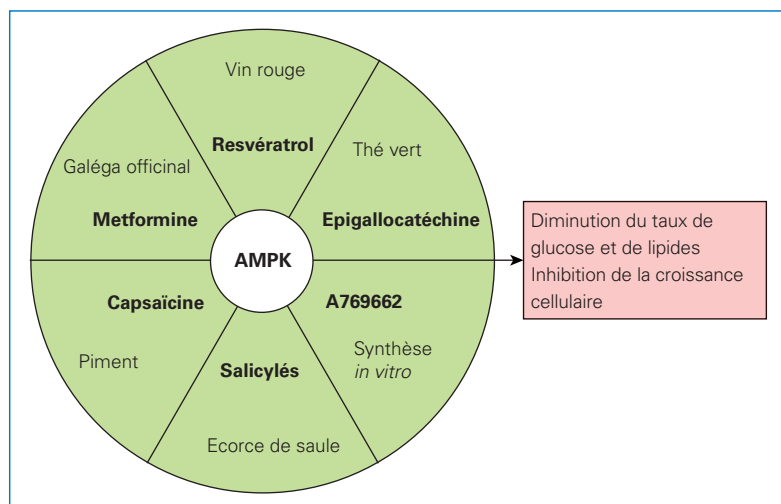 Vin rouge
Resvératrol
Thé vert
Epigallocatéchine
Galéga officinal
Metformine
AMPK
Capsaïcine
Piment
Salicylés
Ecorce de saule
A769662
Synthèse
in vitro
Diminution du taux de
glucose et de lipides
Inhibition de la croissance
cellulaire